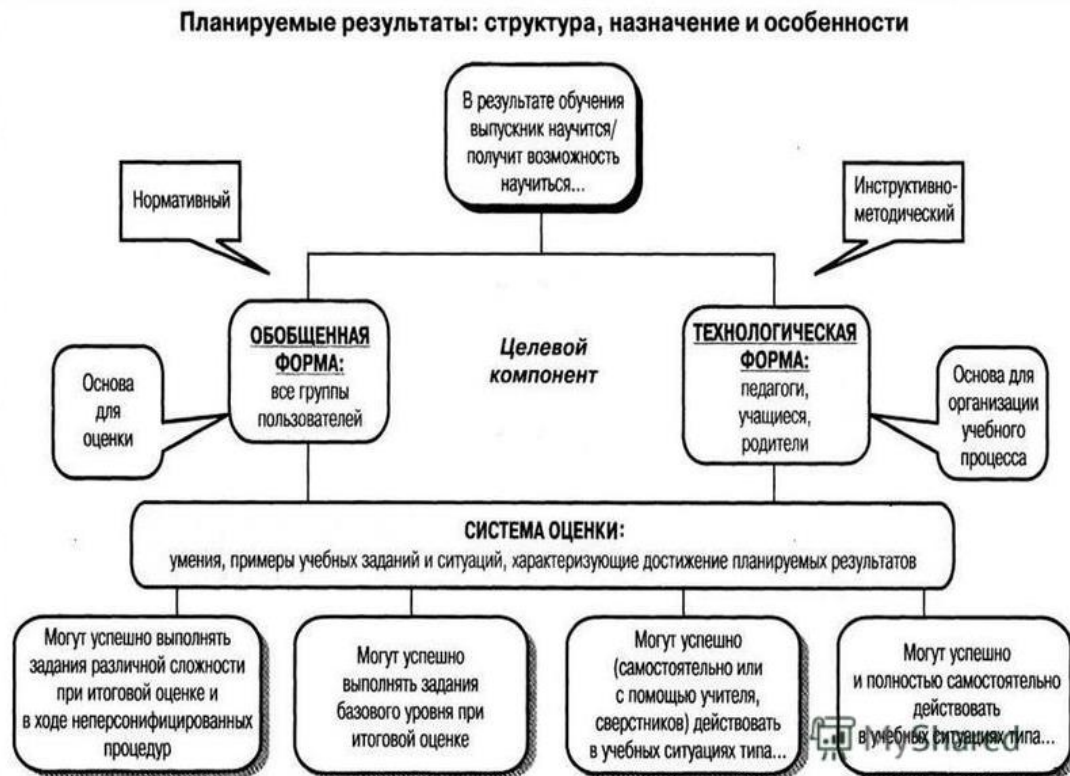 Планируемые результаты: структура, назначение и особенности
В результате обучения
выпускник научится/
получит возможность
научиться...
Нормативный
Инструктивно-
методический
ОБОБЩЕННАЯ
ФОРМА:
все группы
пользователей
Целевой
компонент
ТЕХНОЛОГИЧЕСКАЯ
ФОРМА:
педагоги,
учащиеся,
родители
Основа
для
оценки
Основа для
организации
учебного
процесса
СИСТЕМА ОЦЕНКИ:
умения, примеры учебных заданий и ситуаций, характеризующие достижение планируемых результатов
Могут успешно выполнять
задания различной сложности
при итоговой оценке и
в ходе неперсонифицированных
процедур
Могут успешно
выполнять задания
базового уровня при
итоговой оценке
Могут успешно
(самостоятельно или
с помощью учителя,
сверстников) действовать
в учебных ситуациях типа...
Могут успешно
и полностью самостоятельно
действовать
в учебных ситуациях типа...
MyShared